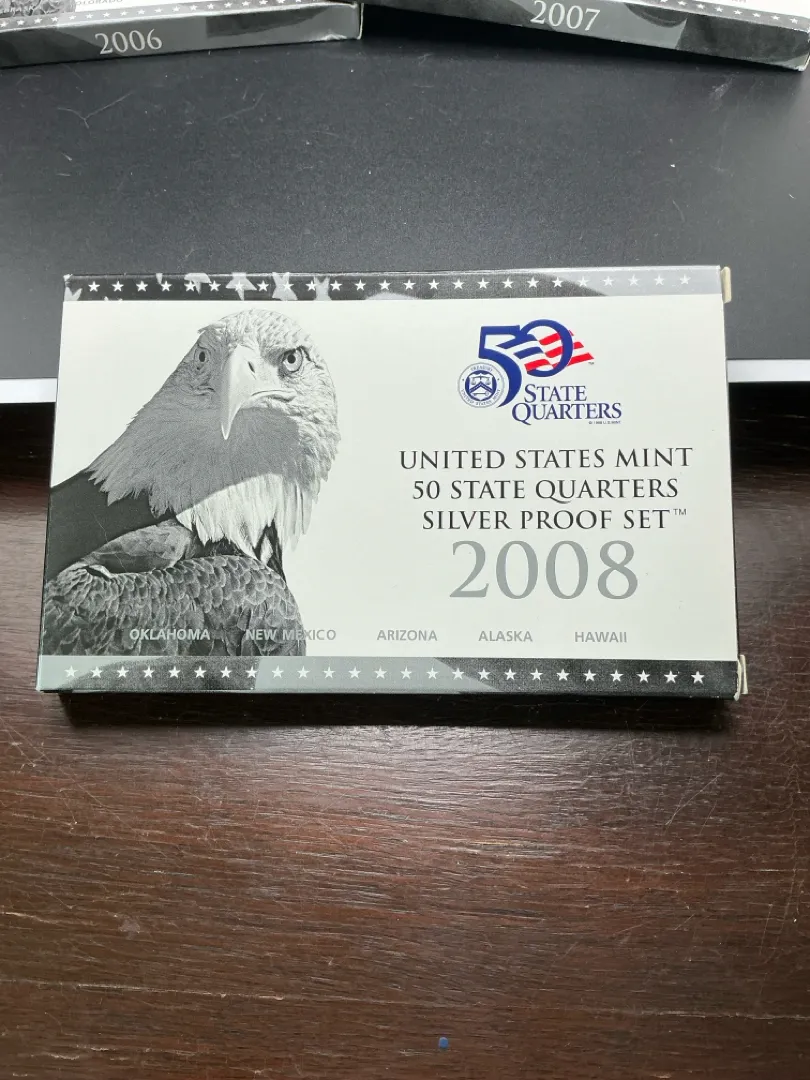 2006
2007
50
STATE
QUARTERS
UNITED STATES MINT
50 STATE QUARTERS
SILVER PROOF SET™
2008
OKLAHOMA NEW MEXICO ARIZONA ALASKA HAWAII